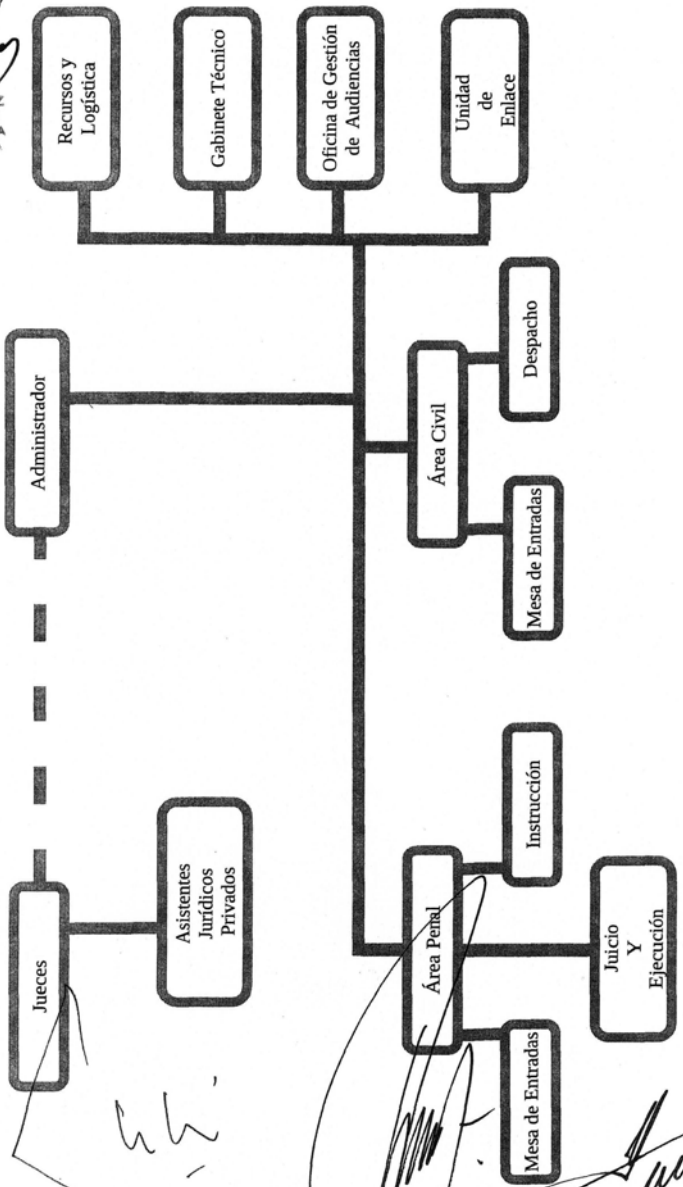 Jueces
Administrador
Asistentes
Jurídicos
Privados
Recursos y
Logística
Gabinete Técnico
Oficina de Gestión
de Audiencias
Unidad
de
Enlace
Área Penal
Área Civil
Mesa de Entradas
Instrucción
Juicio
Y
Ejecución
Mesa de Entradas
Despacho